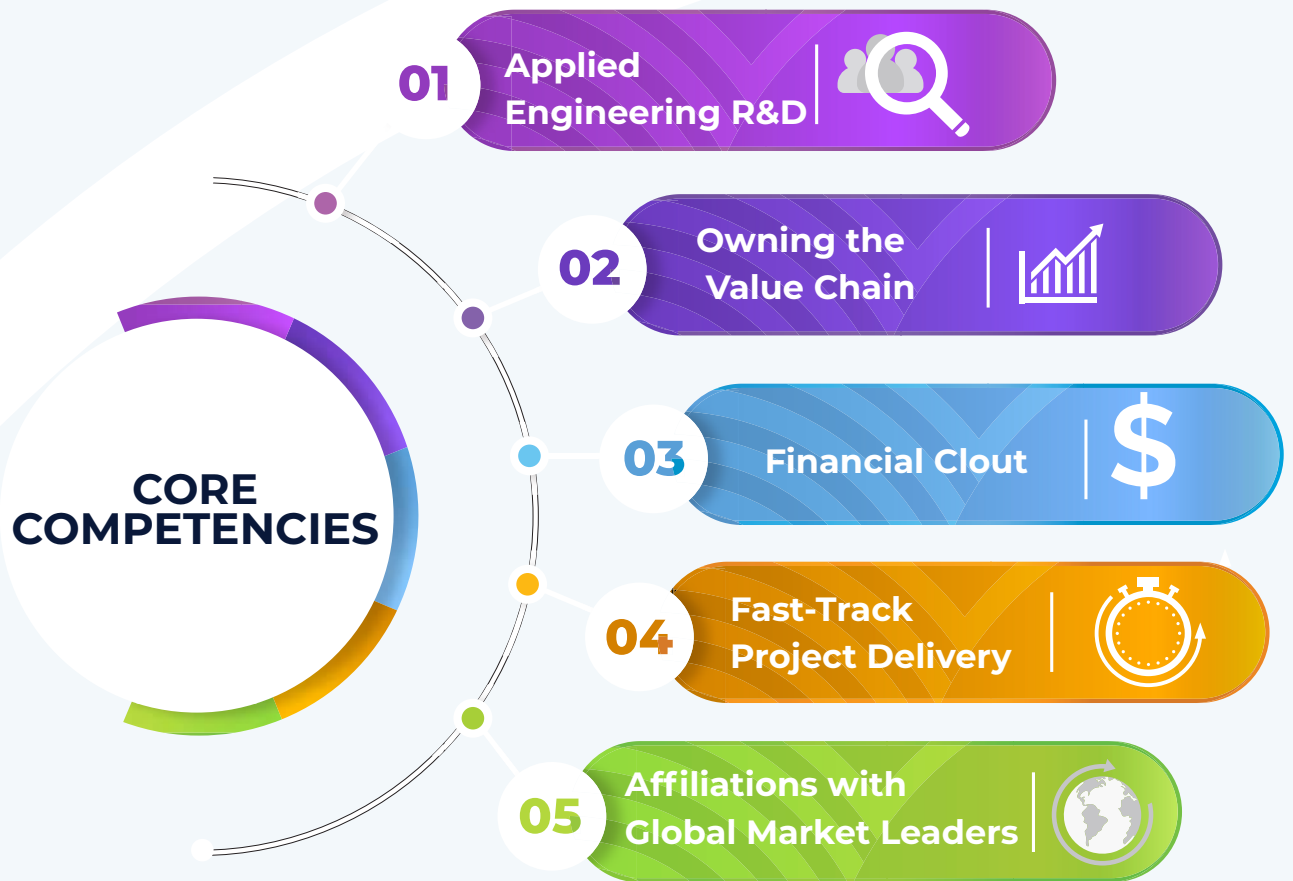 CORE
COMPETENCIES
01
Applied
Engineering R&D
02
Owning the
Value Chain
03
Financial Clout
$
04
Fast-Track
Project Delivery
05
Affiliations with
Global Market Leaders